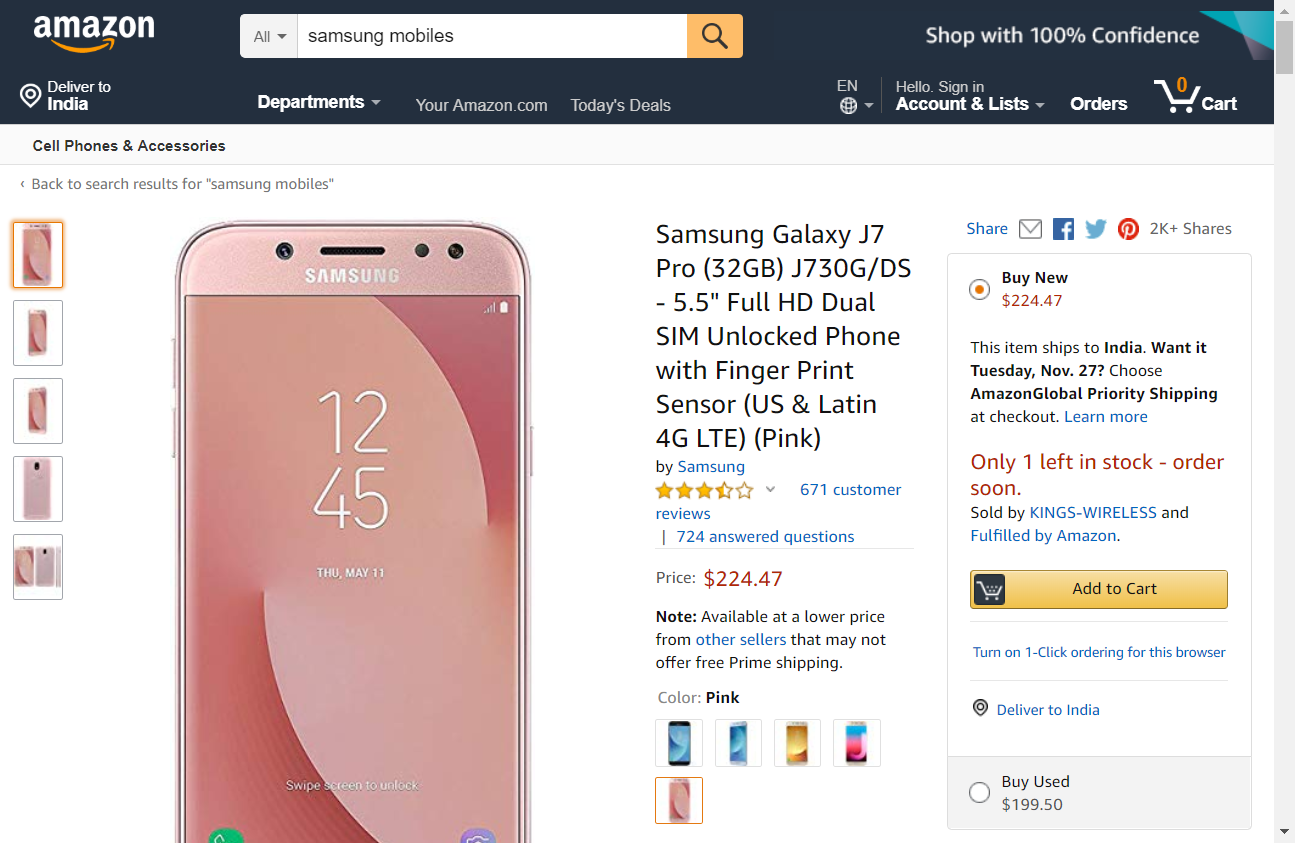 amazon
All
samsung mobiles
Shop with 100% Confidence
Deliver to
India
Departments
Your Amazon.com
Today's Deals
EN
Hello. Sign in
Account & Lists
Orders
0
Cart
Cell Phones & Accessories
‹ Back to search results for "samsung mobiles"
SAMSUNG
12
45
THU, MAY 11
Swipe screen to unlock
Samsung Galaxy J7
Pro (32GB) J730G/DS
- 5.5" Full HD Dual
SIM Unlocked Phone
with Finger Print
Sensor (US & Latin
4G LTE) (Pink)
by Samsung
671 customer
reviews
| 724 answered questions
Price: $224.47
Note: Available at a lower price
from other sellers that may not
offer free Prime shipping.
Color: Pink
Share
2K+ Shares
Buy New
$224.47
This item ships to India. Want it
Tuesday, Nov. 27? Choose
AmazonGlobal Priority Shipping
at checkout. Learn more
Only 1 left in stock - order
soon.
Sold by KINGS-WIRELESS and
Fulfilled by Amazon.
Add to Cart
Turn on 1-Click ordering for this browser
Deliver to India
Buy Used
$199.50